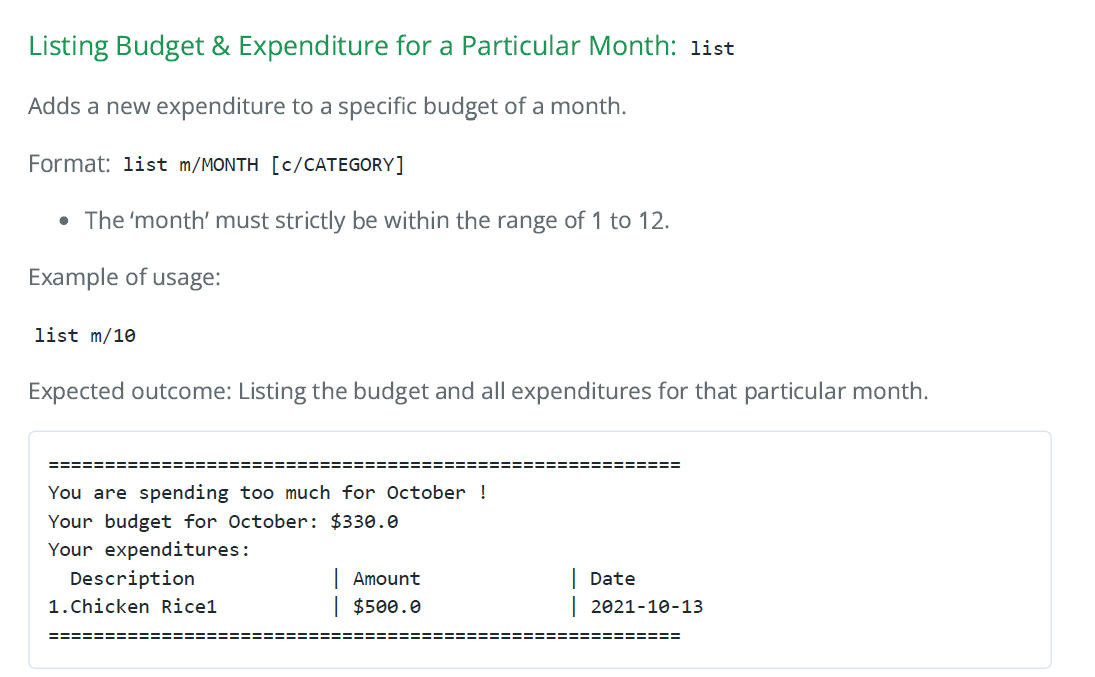 Listing Budget & Expenditure for a Particular Month: list
Adds a new expenditure to a specific budget of a month.
Format: list m/MONTH [c/CATEGORY]
• The ‘month’ must strictly be within the range of 1 to 12.
Example of usage:
list m/10
Expected outcome: Listing the budget and all expenditures for that particular month.
========================================================
You are spending too much for October !
Your budget for October: $330.0
Your expenditures:
  Description            | Amount             | Date
1.Chicken Rice1          | $500.0             | 2021-10-13
========================================================